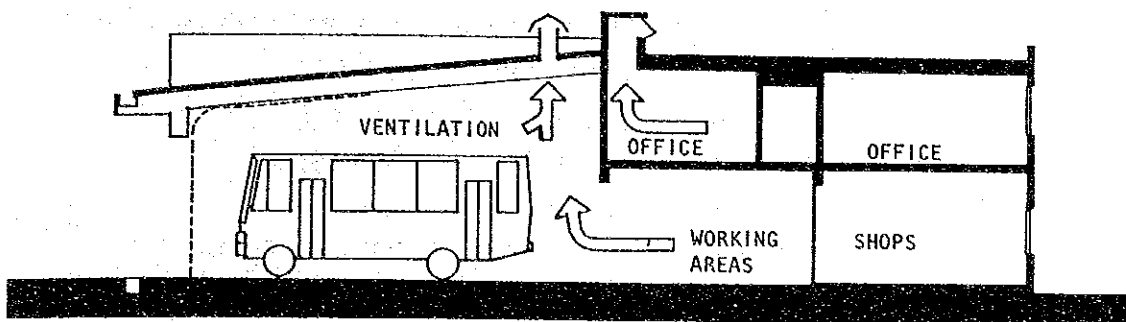 VENTILATION
OFFICE
OFFICE
WORKING
AREAS
SHOPS